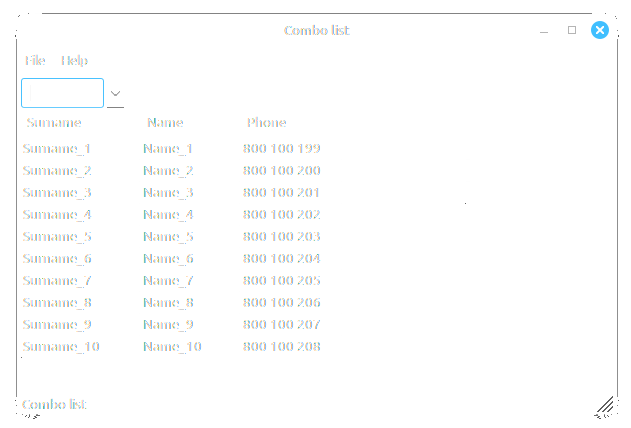 Combo list
File Help
Surname Name Phone
Surname_1 Name_1 800 100 199
Surname_2 Name_2 800 100 200
Surname_3 Name_3 800 100 201
Surname_4 Name_4 800 100 202
Surname_5 Name_5 800 100 203
Surname_6 Name_6 800 100 204
Surname_7 Name_7 800 100 205
Surname_8 Name_8 800 100 206
Surname_9 Name_9 800 100 207
Surname_10 Name_10 800 100 208
Combo list